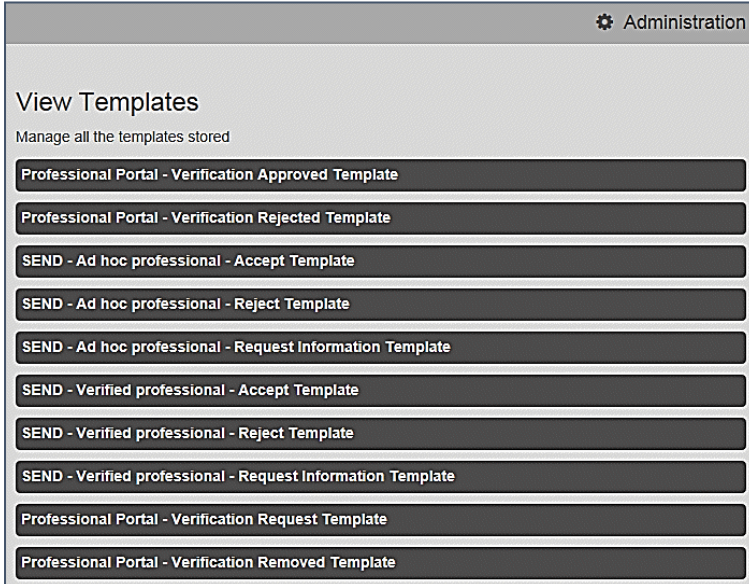 Administration
View Templates
Manage all the templates stored
Professional Portal - Verification Approved Template
Professional Portal - Verification Rejected Template
SEND - Ad hoc professional - Accept Template
SEND - Ad hoc professional - Reject Template
SEND - Ad hoc professional - Request Information Template
SEND - Verified professional - Accept Template
SEND - Verified professional - Reject Template
SEND - Verified professional - Request Information Template
Professional Portal - Verification Request Template
Professional Portal - Verification Removed Template